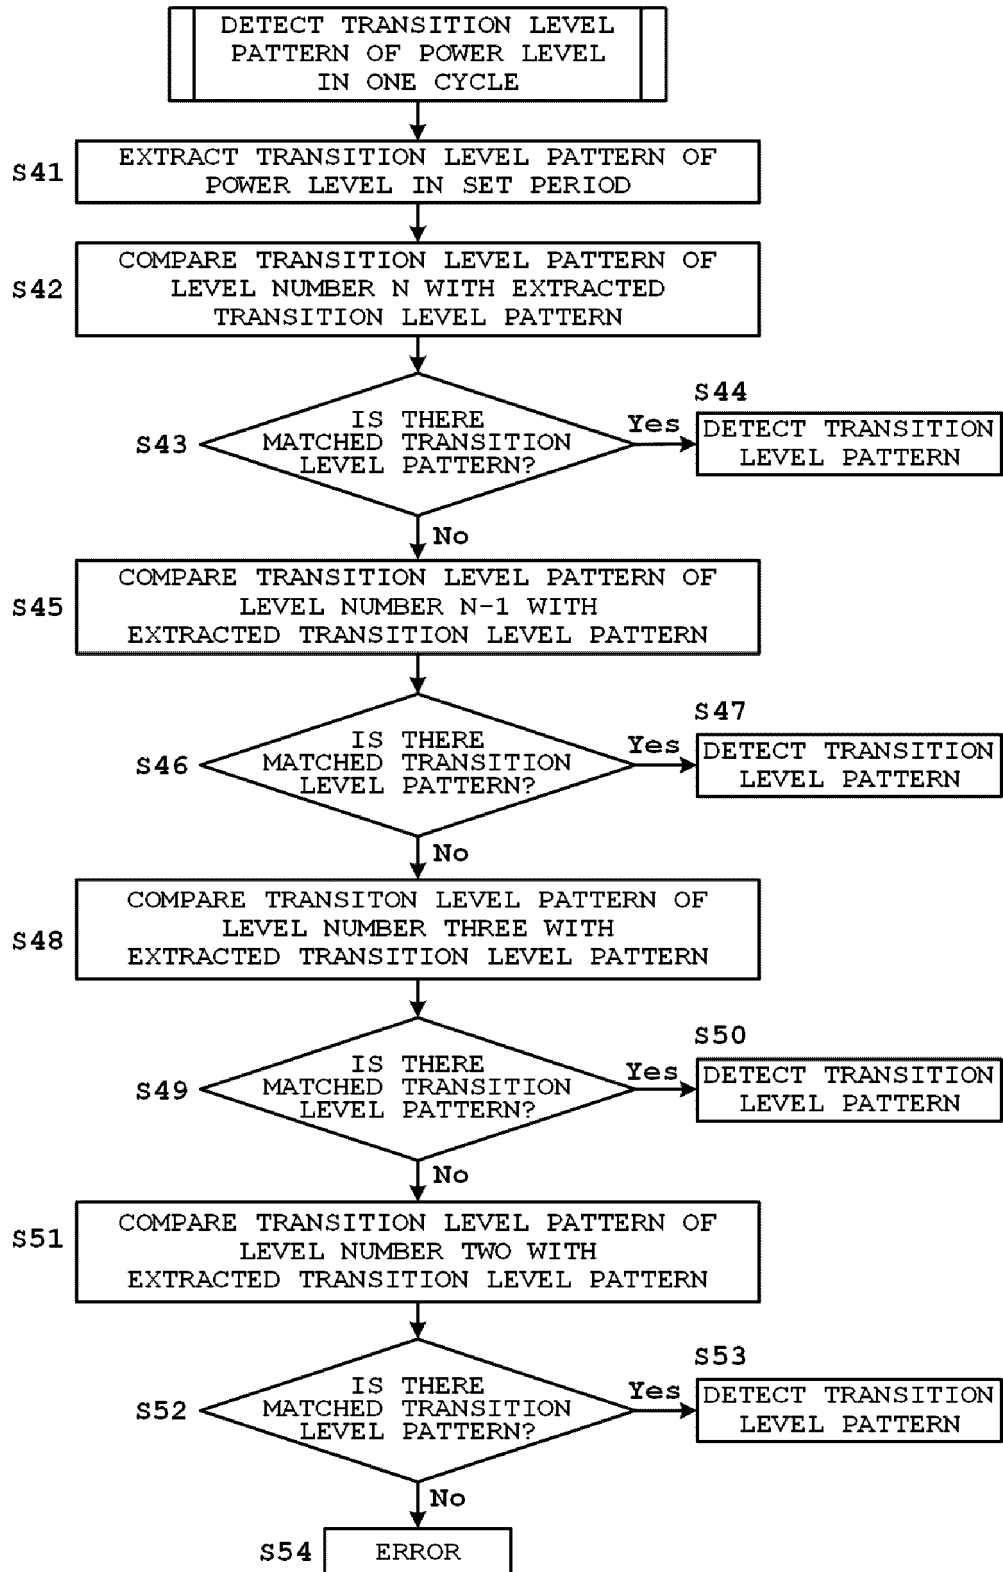 DETECT TRANSITION LEVEL
PATTERN OF POWER LEVEL
IN ONE CYCLE
S41
EXTRACT TRANSITION LEVEL PATTERN OF
POWER LEVEL IN SET PERIOD
S42
COMPARE TRANSITION LEVEL PATTERN OF
LEVEL NUMBER N WITH EXTRACTED
TRANSITION LEVEL PATTERN
S43
IS THERE
MATCHED TRANSITION
LEVEL PATTERN?
Yes
S44
DETECT TRANSITION
LEVEL PATTERN
No
S45
COMPARE TRANSITION LEVEL PATTERN OF
LEVEL NUMBER N-1 WITH
EXTRACTED TRANSITION LEVEL PATTERN
S46
IS THERE
MATCHED TRANSITION
LEVEL PATTERN?
Yes
S47
DETECT TRANSITION
LEVEL PATTERN
No
S48
COMPARE TRANSITON LEVEL PATTERN OF
LEVEL NUMBER THREE WITH
EXTRACTED TRANSITION LEVEL PATTERN
S49
IS THERE
MATCHED TRANSITION
LEVEL PATTERN?
Yes
S50
DETECT TRANSITION
LEVEL PATTERN
No
S51
COMPARE TRANSITION LEVEL PATTERN OF
LEVEL NUMBER TWO WITH
EXTRACTED TRANSITION LEVEL PATTERN
S52
IS THERE
MATCHED TRANSITION
LEVEL PATTERN?
Yes
S53
DETECT TRANSITION
LEVEL PATTERN
No
S54
ERROR